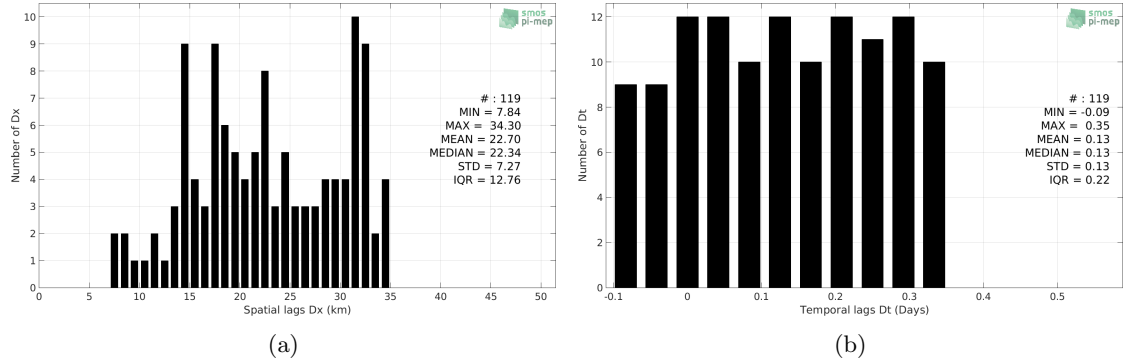 smos
pi-mep
10
9
8
7
6
5
4
3
2
1
0
Number of Dx
# : 119
MIN = 7.84
MAX = 34.30
MEAN = 22.70
MEDIAN = 22.34
STD = 7.27
IQR = 12.76
0 5 10 15 20 25 30 35 40 45 50
Spatial lags Dx (km)
(a)
smos
pi-mep
12
10
8
6
4
2
0
Number of Dt
# : 119
MIN = -0.09
MAX = 0.35
MEAN = 0.13
MEDIAN = 0.13
STD = 0.13
IQR = 0.22
-0.1 0 0.1 0.2 0.3 0.4 0.5
Temporal lags Dt (Days)
(b)